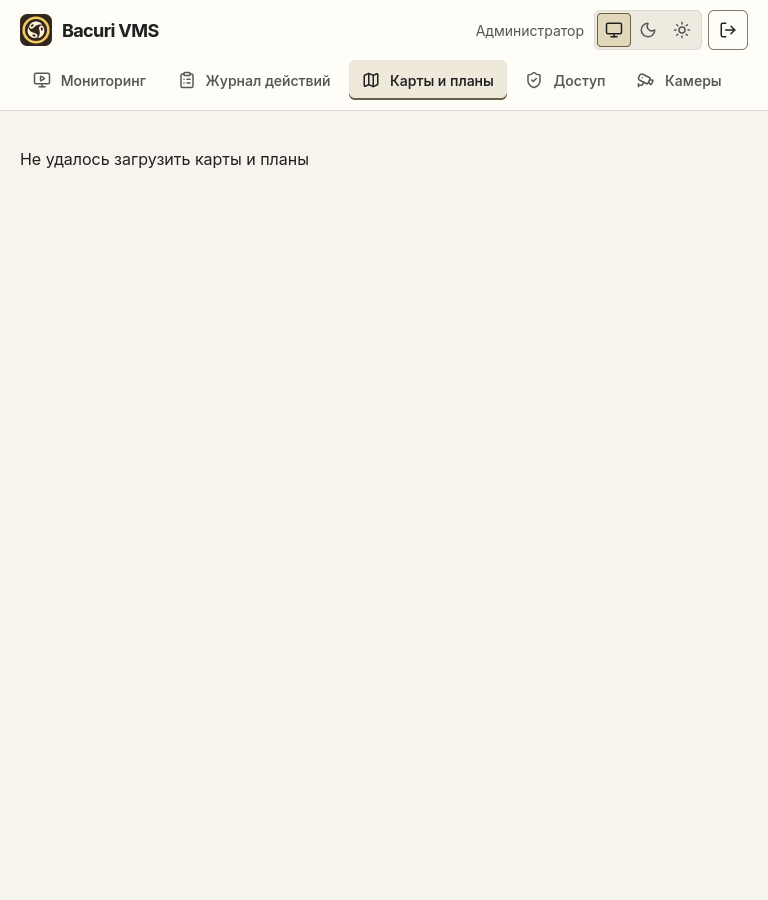 Bacuri VMS
Администратор
Мониторинг
Журнал действий
Карты и планы
Доступ
Камеры
Не удалось загрузить карты и планы